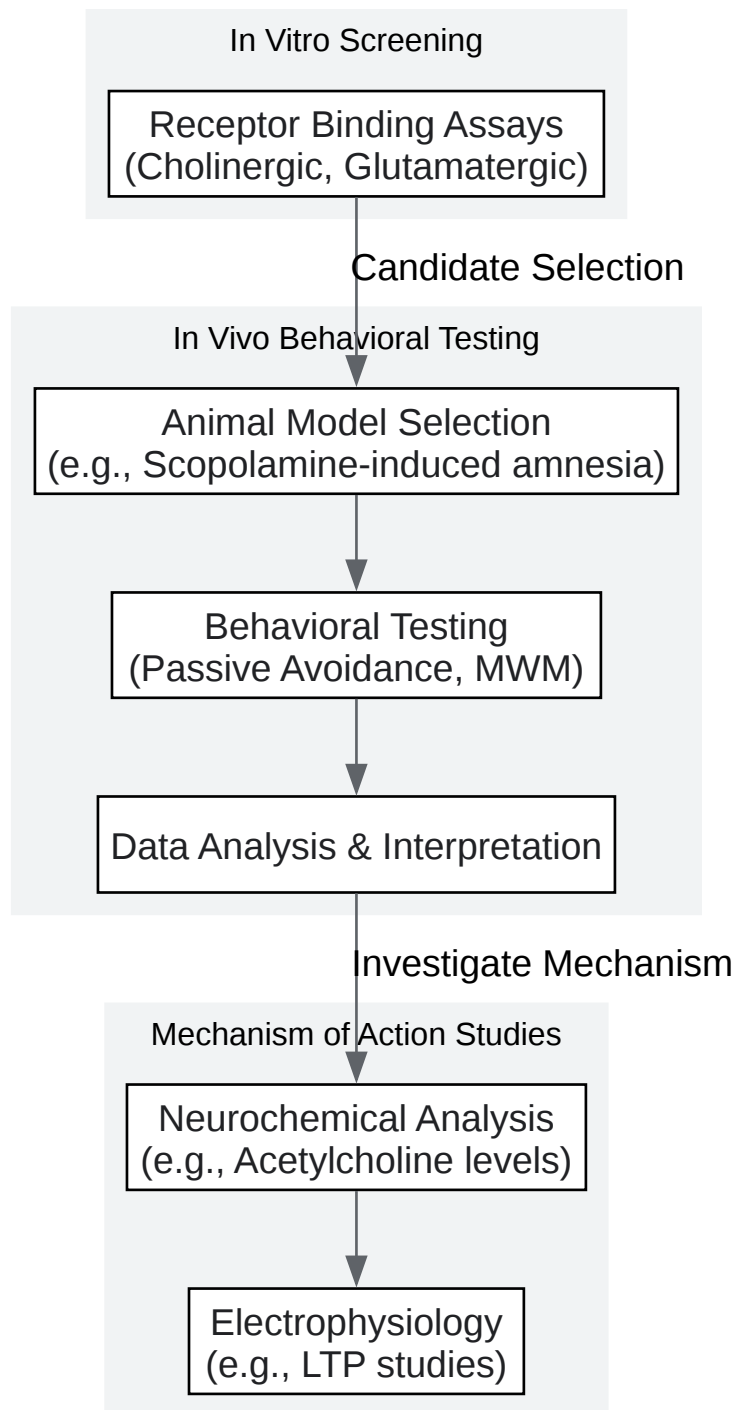 In Vitro Screening
Receptor Binding Assays
(Cholinergic, Glutamatergic)
Candidate Selection
In Vivo Behavioral Testing
Animal Model Selection
(e.g., Scopolamine-induced amnesia)
Behavioral Testing
(Passive Avoidance, MWM)
Data Analysis & Interpretation
Investigate Mechanism
Mechanism of Action Studies
Neurochemical Analysis
(e.g., Acetylcholine levels)
Electrophysiology
(e.g., LTP studies)